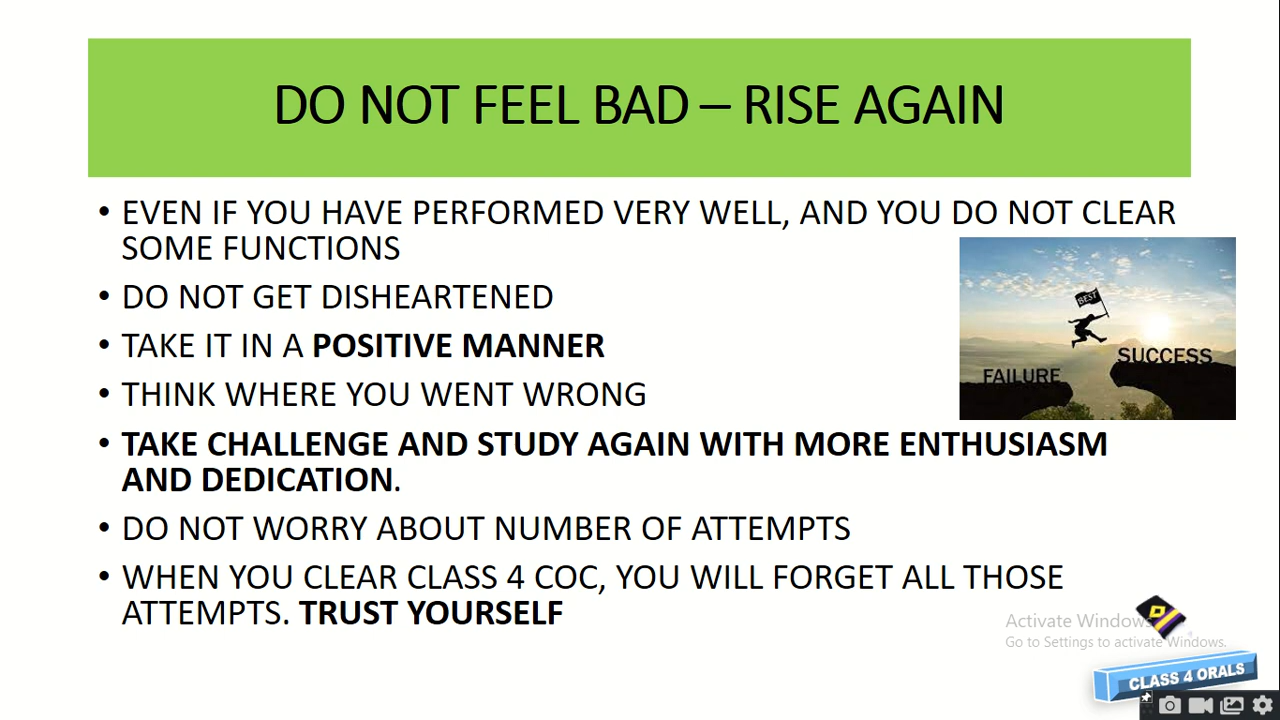 DO NOT FEEL BAD – RISE AGAIN
• EVEN IF YOU HAVE PERFORMED VERY WELL, AND YOU DO NOT CLEAR
SOME FUNCTIONS
• DO NOT GET DISHEARTENED
• TAKE IT IN A POSITIVE MANNER
• THINK WHERE YOU WENT WRONG
• TAKE CHALLENGE AND STUDY AGAIN WITH MORE ENTHUSIASM
AND DEDICATION.
• DO NOT WORRY ABOUT NUMBER OF ATTEMPTS
• WHEN YOU CLEAR CLASS 4 COC, YOU WILL FORGET ALL THOSE
ATTEMPTS. TRUST YOURSELF
BEST
SUCCESS
FAILURE
Activate Windows
Go to Settings to activate Windows.
CLASS 4 ORALS